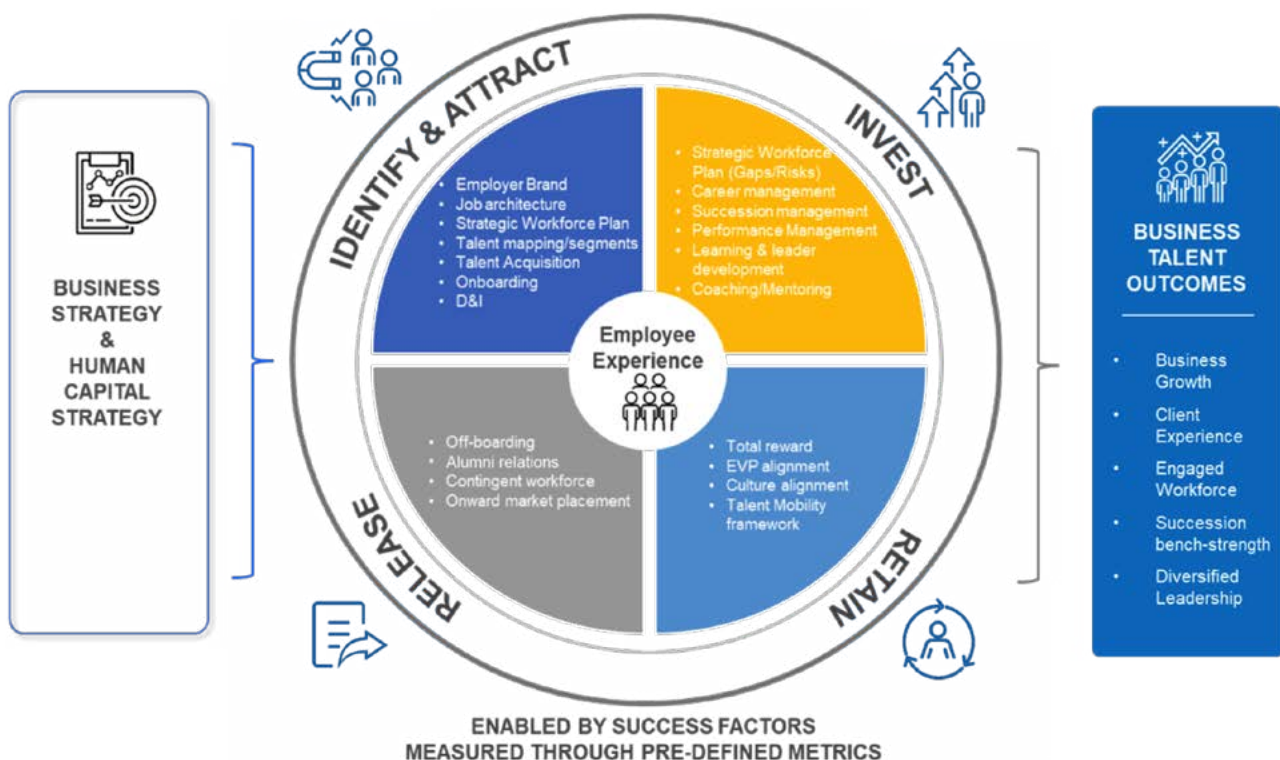 BUSINESS
STRATEGY
&
HUMAN
CAPITAL
STRATEGY
IDENTIFY & ATTRACT
• Employer Brand
• Job architecture
• Strategic Workforce Plan
• Talent mapping/segments
• Talent Acquisition
• Onboarding
• D&I
INVEST
• Strategic Workforce
Plan (Gaps/Risks)
• Career management
• Succession management
• Performance Management
• Learning & leader
development
• Coaching/Mentoring
Employee
Experience
RELEASE
• Off-boarding
• Alumni relations
• Contingent workforce
• Onward market placement
RETAIN
• Total reward
• EVP alignment
• Culture alignment
• Talent Mobility
framework
BUSINESS
TALENT
OUTCOMES
• Business
Growth
• Client
Experience
• Engaged
Workforce
• Succession
bench-strength
• Diversified
Leadership
ENABLED BY SUCCESS FACTORS
MEASURED THROUGH PRE-DEFINED METRICS